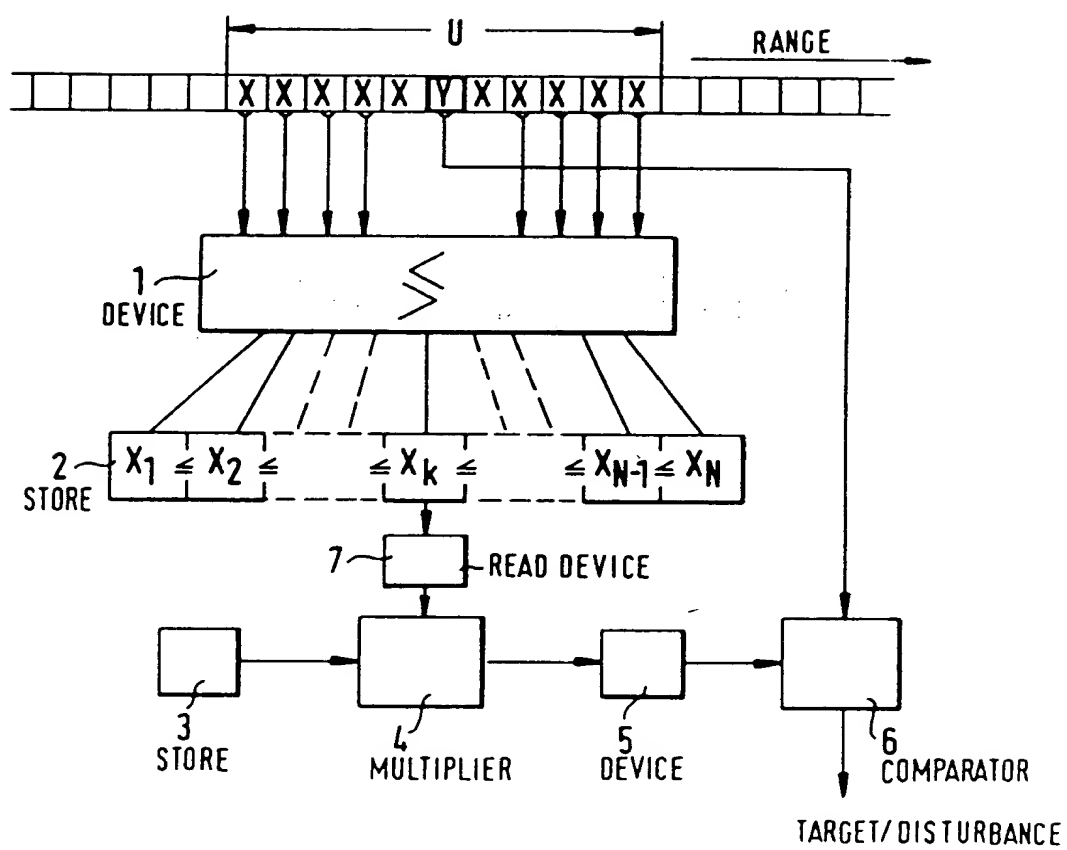 U
RANGE
X X X X X Y X X X X X
1
DEVICE
<
>
2
STORE
X1 ≤ X2 ≤ ≤ Xk ≤ ≤ XN-1 ≤ XN
7
READ DEVICE
3
STORE
4
MULTIPLIER
5
DEVICE
6
COMPARATOR
TARGET/DISTURBANCE